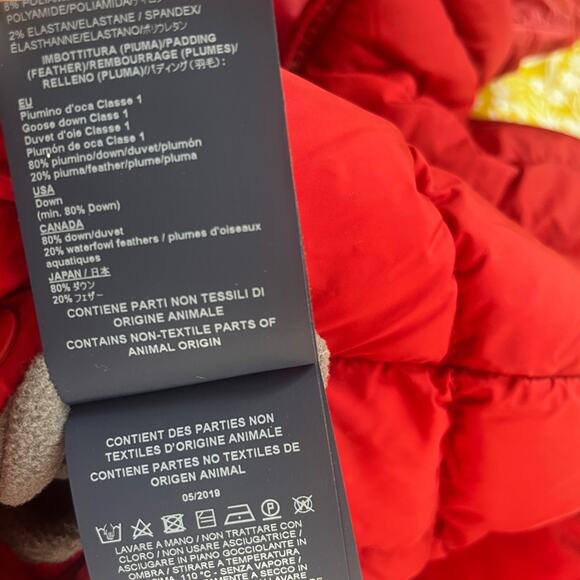 POLYAMIDE/POLIAMIDA/
2% ELASTAN/ELASTANE / SPANDEX/
ÉLASTHANNE/ELASTANO/ポリウレタン
IMBOTTITURA (PIUMA)/PADDING
(FEATHER)/REMBOURRAGE (PLUMES)/
RELLENO (PLUMA)/パディング (羽毛) :
EU
Piumino d'oca Classe 1
Goose down Class 1
Duvet d'oie Classe 1
Plumón de oca Clase 1
80% piumino/down/duvet/plumón
20% piuma/feather/plume/pluma
USA
Down
(min. 80% Down)
CANADA
80% down/duvet
20% waterfowl feathers / plumes d'oiseaux
aquatiques
JAPAN / 日本
80% ダウン
20% フェザー
CONTIENE PARTI NON TESSILI DI
ORIGINE ANIMALE
CONTAINS NON-TEXTILE PARTS OF
ANIMAL ORIGIN
CONTIENT DES PARTIES NON
TEXTILES D'ORIGINE ANIMALE
CONTIENE PARTES NO TEXTILES DE
ORIGEN ANIMAL
05/2019
LAVARE A MANO / NON TRATTARE CON
CLORO / NON USARE ASCIUGATRICE /
ASCIUGARE IN PIANO GOCCIOLANTE IN
OMBRA / STIRARE A TEMPERATURA
MASSIMA 110 °C - SENZA VAPORE